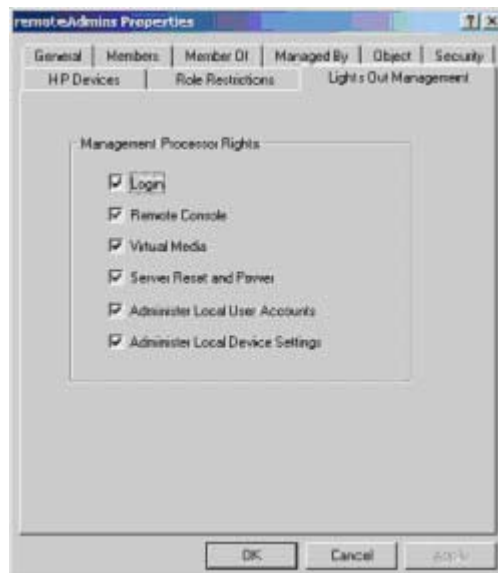 remoteAdmins Properties
General Members Member Of Managed By Object Security
HP Devices Role Restrictions Lights Out Management
Management Processor Rights
Login
Remote Console
Virtual Media
Server Reset and Power
Administer Local User Accounts
Administer Local Device Settings
OK Cancel Apply